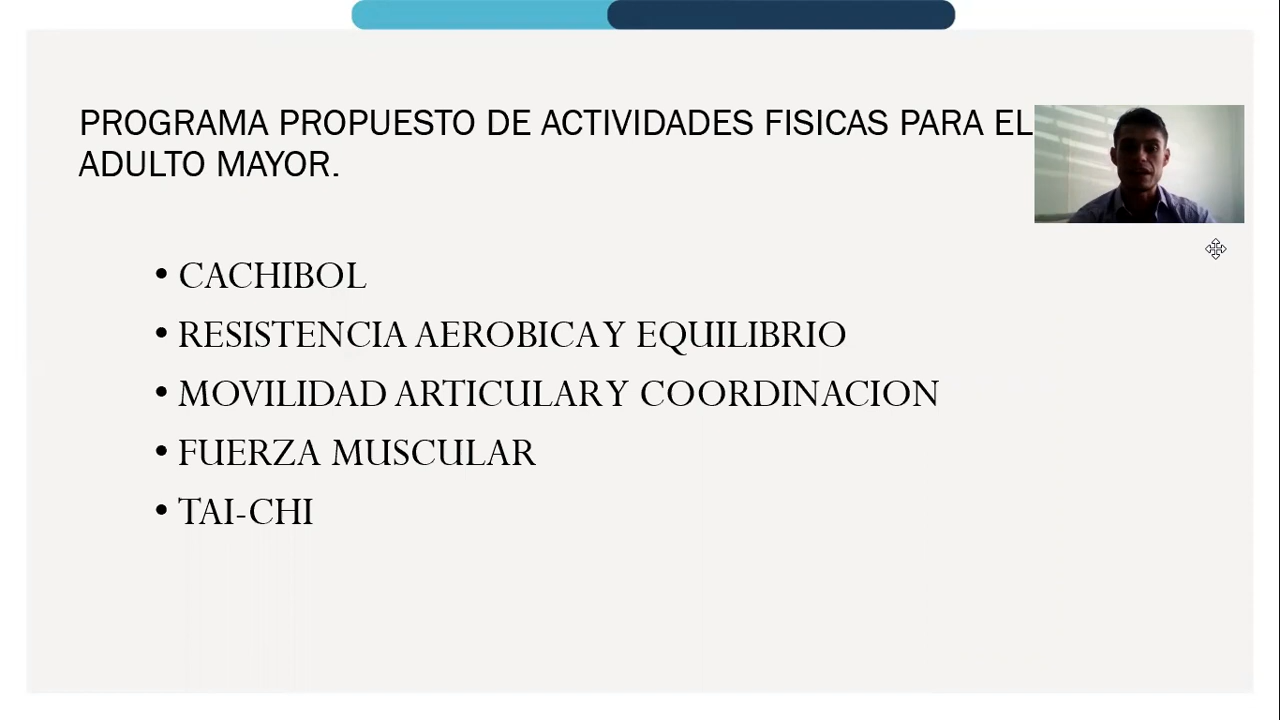 PROGRAMA PROPUESTO DE ACTIVIDADES FISICAS PARA EL
ADULTO MAYOR.
• CACHIBOL
• RESISTENCIA AEROBICA Y EQUILIBRIO
• MOVILIDAD ARTICULAR Y COORDINACION
• FUERZA MUSCULAR
• TAI-CHI